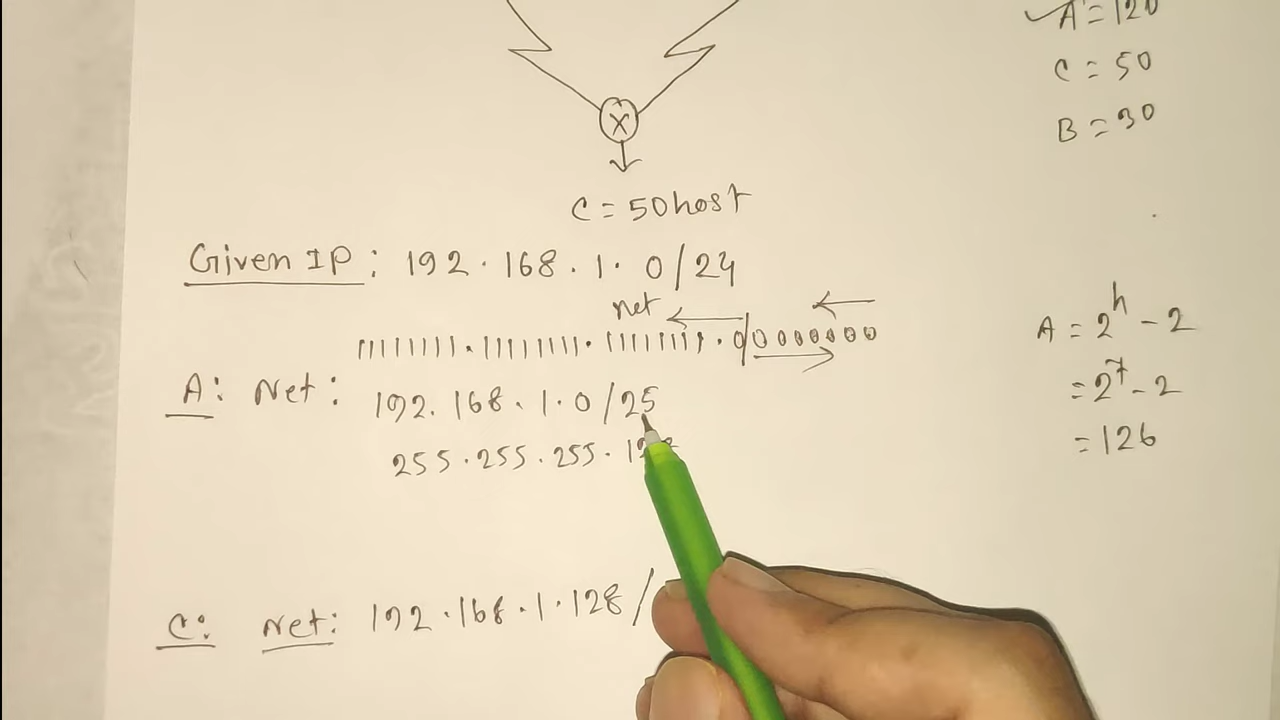 A = 120
C = 50
B = 30
X
C = 50 host
Given IP: 192.168.1.0/24
net
11111111.11111111.11111111.0/0000000
A: Net: 192.168.1.0/25
255.255.255.128
C: Net: 192.168.1.128/
A = 2^h - 2
= 2^7 - 2
= 126